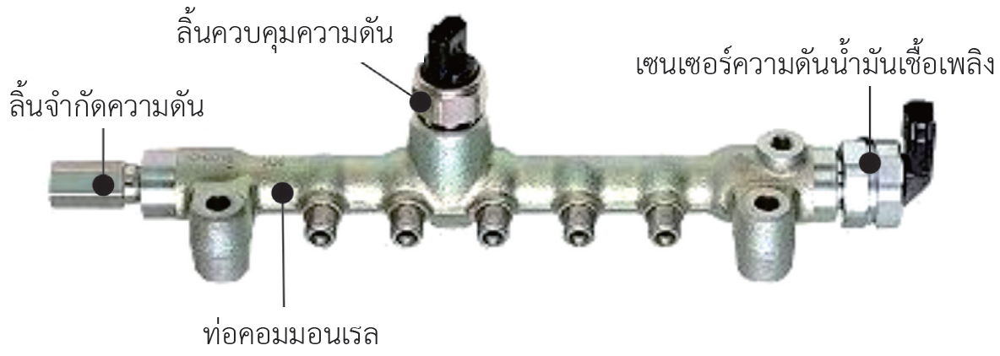 ลิ้นควบคุมความดัน
เซนเซอร์ความดันน้ำมันเชื้อเพลิง
ลิ้นจำกัดความดัน
ท่อคอมมอนเรล